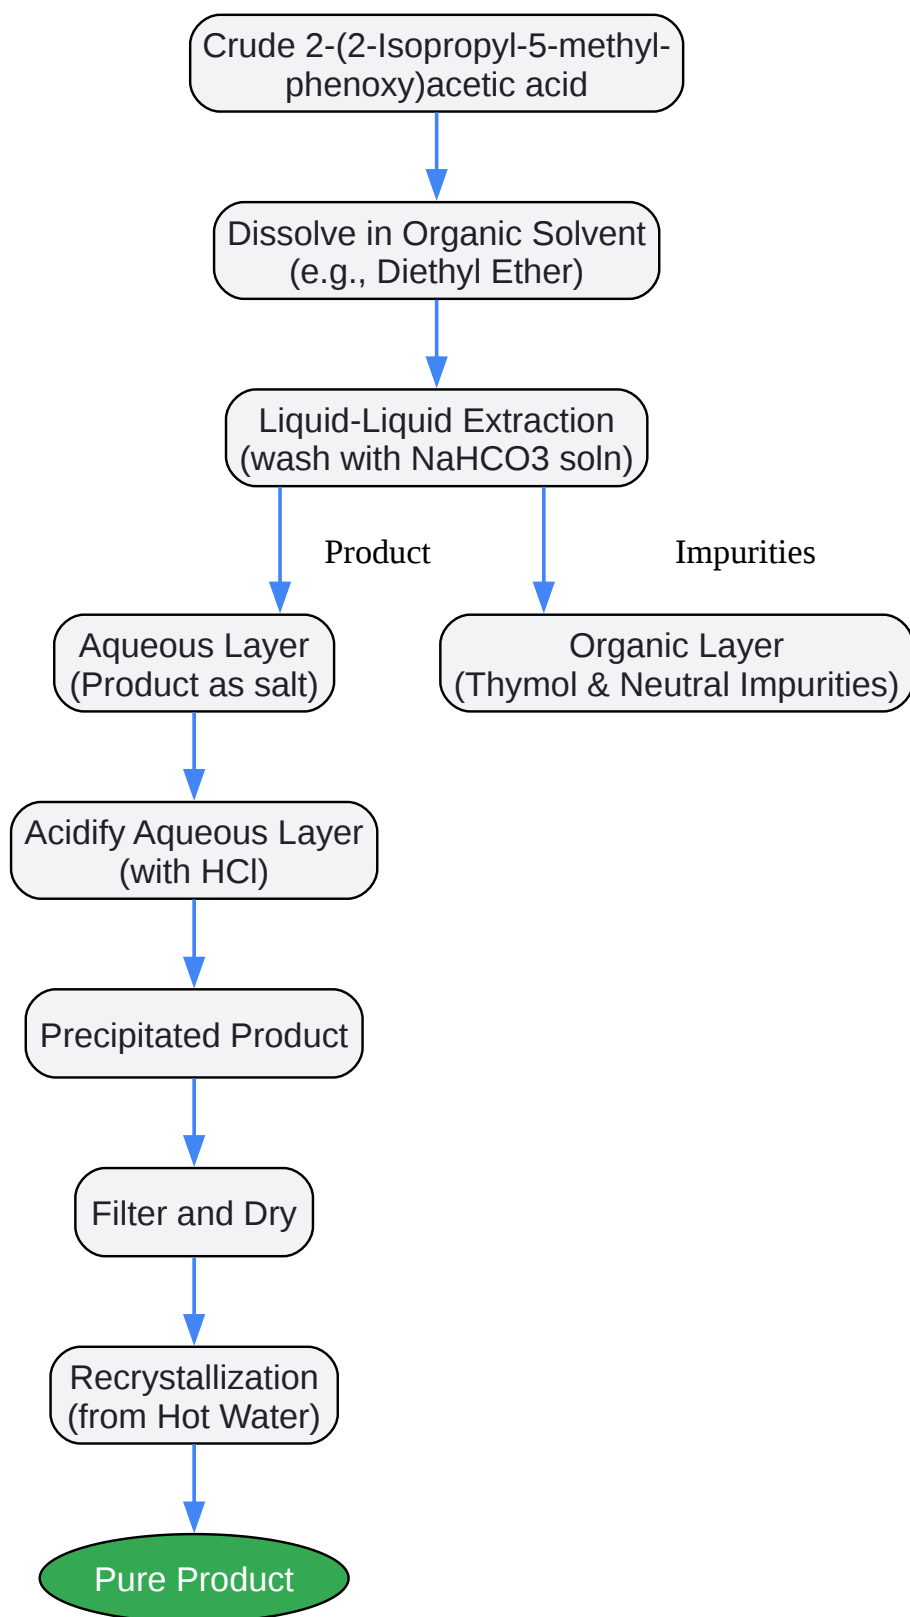 Crude 2-(2-Isopropyl-5-methyl-
phenoxy)acetic acid
Dissolve in Organic Solvent
(e.g., Diethyl Ether)
Liquid-Liquid Extraction
(wash with NaHCO3 soln)
Product
Impurities
Aqueous Layer
(Product as salt)
Organic Layer
(Thymol & Neutral Impurities)
Acidify Aqueous Layer
(with HCl)
Precipitated Product
Filter and Dry
Recrystallization
(from Hot Water)
Pure Product